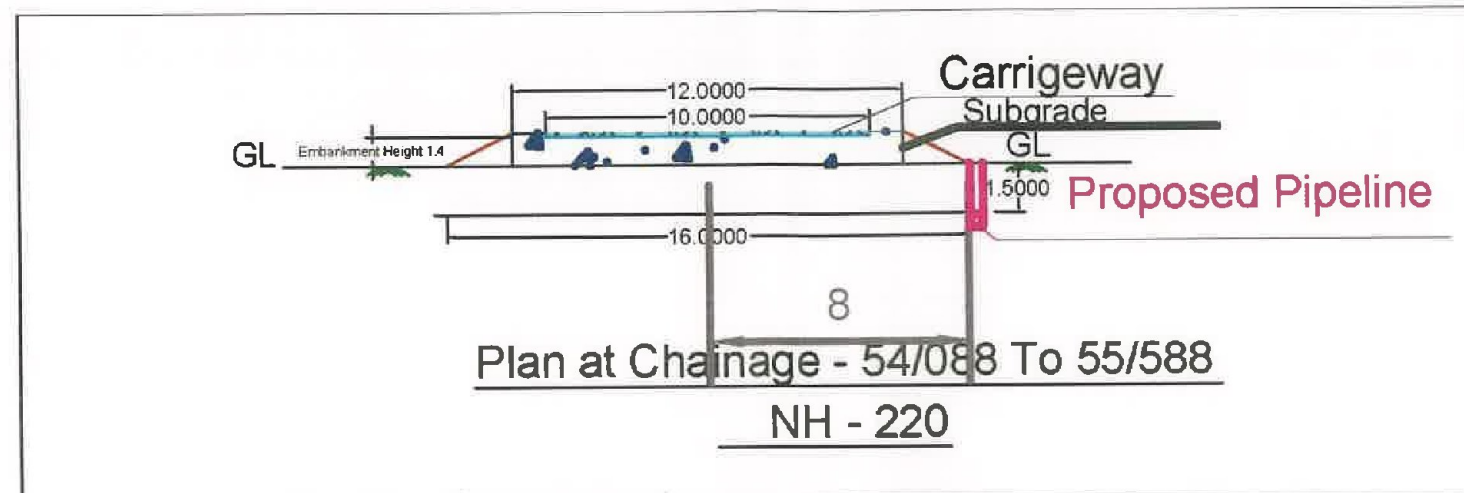 12.0000
10.0000
Carrigeway
Subgrade
GL
Embankment Height 1.4
GL
1.5000
Proposed Pipeline
16.0000
8
Plan at Chainage - 54/088 To 55/588
NH - 220